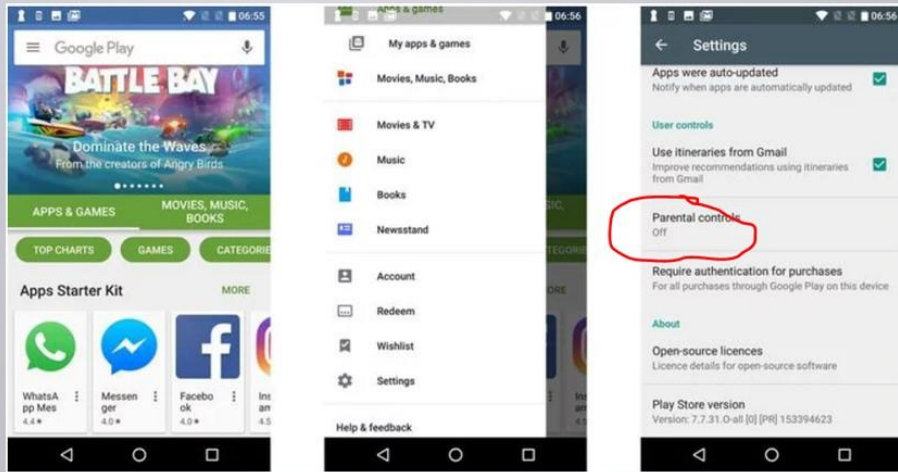 06:55
Google Play
BATTLE BAY
Dominate the Waves
From the creators of Angry Birds
APPS & GAMES
MOVIES, MUSIC,
BOOKS
TOP CHARTS
GAMES
CATEGORIE
Apps Starter Kit
MORE
WhatsA
pp Mes
4.4★
Messen
ger
4.0★
Facebo
ok
4.0★
Ins
am
4.5
Apps & games
06:56
My apps & games
Movies, Music, Books
Movies & TV
Music
Books
Newsstand
Account
Redeem
Wishlist
Settings
Help & feedback
06:56
Settings
Apps were auto-updated
Notify when apps are automatically updated
User controls
Use itineraries from Gmail
Improve recommendations using itineraries
from Gmail
Parental controls
Off
Require authentication for purchases
For all purchases through Google Play on this device
About
Open-source licences
Licence details for open-source software
Play Store version
Version: 7.7.31.O-all [0] [PR] 153394623